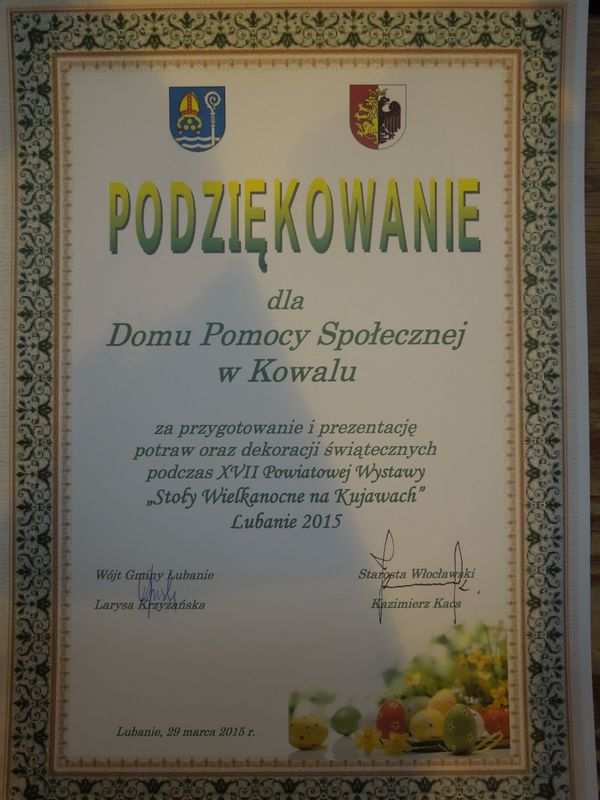 PODZIĘKOWANIE
dla
Domu Pomocy Społecznej
w Kowalu
za przygotowanie i prezentację
potraw oraz dekoracji świątecznych
podczas XVII Powiatowej Wystawy
„Stoły Wielkanocne na Kujawach”
Lubanie 2015
Wójt Gminy Lubanie
Larysa Krzyżańska
Starosta Włocławski
Kazimierz Kaca
Lubanie, 29 marca 2015 r.